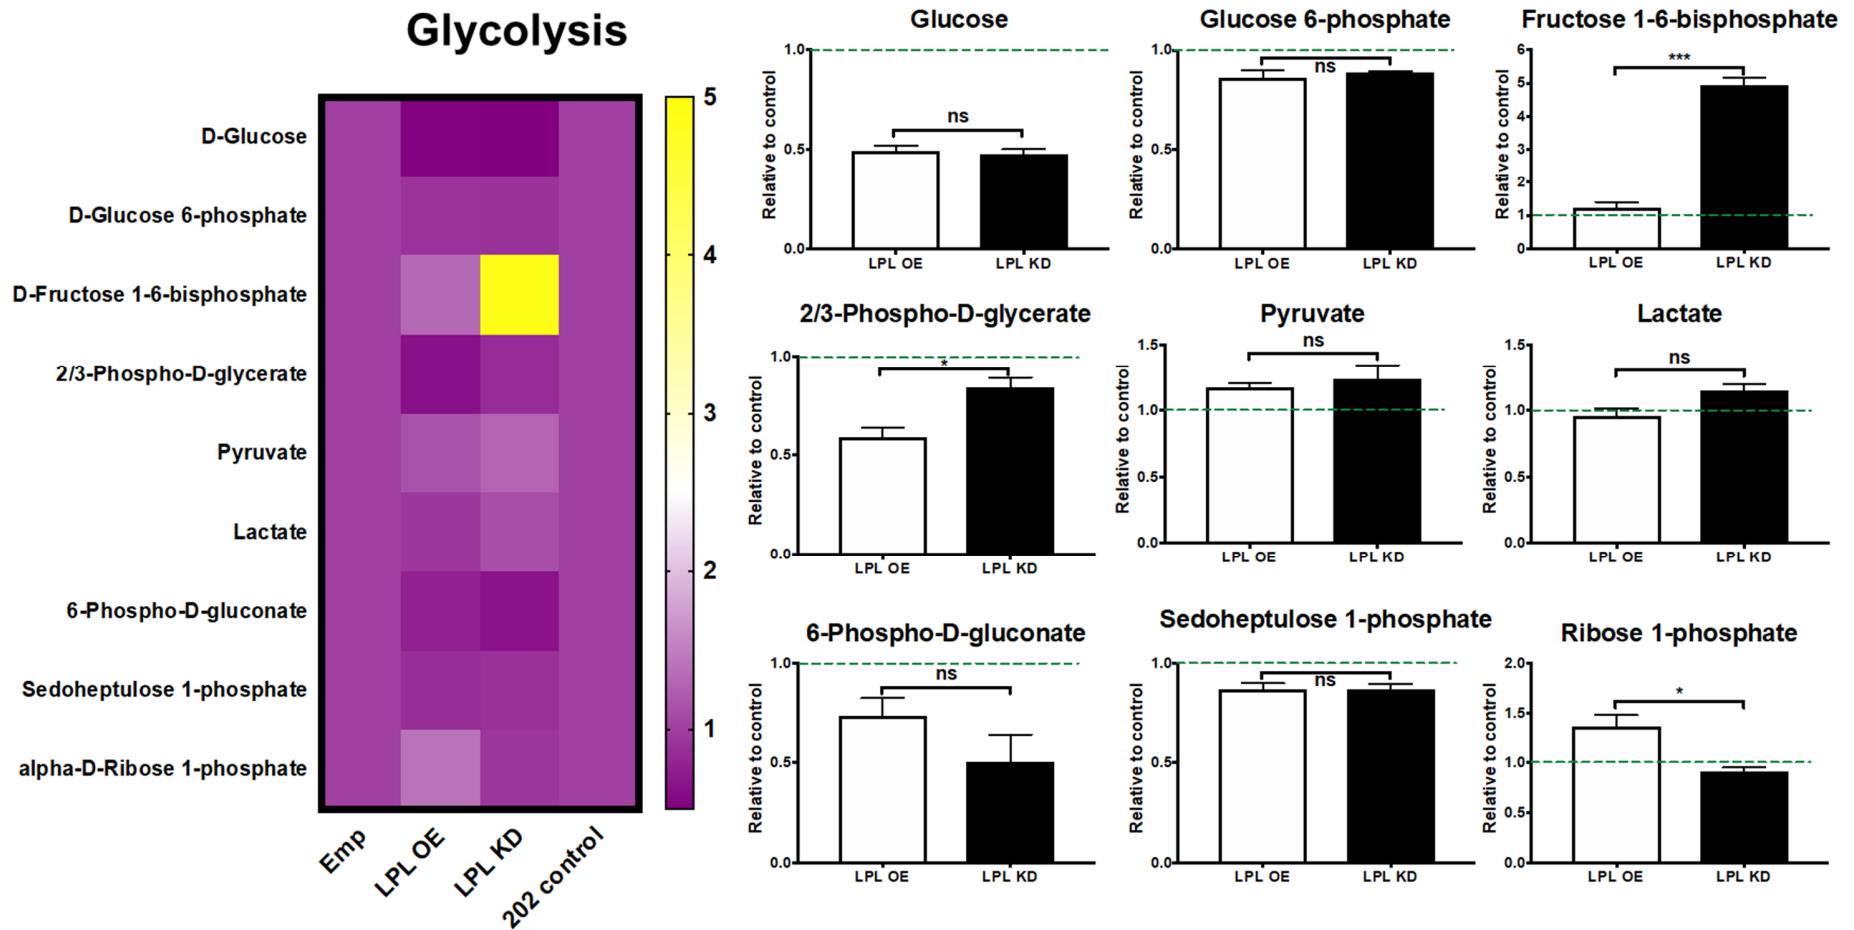 Glycolysis
D-Glucose
D-Glucose 6-phosphate
D-Fructose 1-6-bisphosphate
2/3-Phospho-D-glycerate
Pyruvate
Lactate
6-Phospho-D-gluconate
Sedoheptulose 1-phosphate
alpha-D-Ribose 1-phosphate
Emp
LPL OE
LPL KD
202 control
5
4
3
2
1
Glucose
Relative to control
1.0
0.5
0.0
ns
LPL OE
LPL KD
Glucose 6-phosphate
Relative to control
1.0
0.5
0.0
ns
LPL OE
LPL KD
Fructose 1-6-bisphosphate
Relative to control
6
5
4
3
2
1
0
***
LPL OE
LPL KD
2/3-Phospho-D-glycerate
Relative to control
1.0
0.5
0.0
*
LPL OE
LPL KD
Pyruvate
Relative to control
1.5
1.0
0.5
0.0
ns
LPL OE
LPL KD
Lactate
Relative to control
1.5
1.0
0.5
0.0
ns
LPL OE
LPL KD
6-Phospho-D-gluconate
Relative to control
1.0
0.5
0.0
ns
LPL OE
LPL KD
Sedoheptulose 1-phosphate
Relative to control
1.0
0.5
0.0
ns
LPL OE
LPL KD
Ribose 1-phosphate
Relative to control
2.0
1.5
1.0
0.5
0.0
*
LPL OE
LPL KD